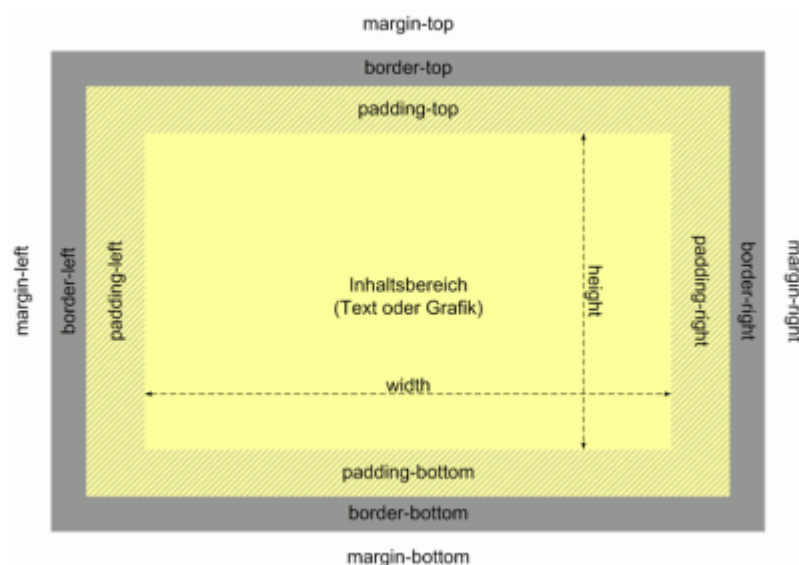 margin-top
border-top
padding-top
margin-left
border-left
padding-left
Inhaltsbereich
(Text oder Grafik)
height
padding-right
border-right
margin-right
width
padding-bottom
border-bottom
margin-bottom